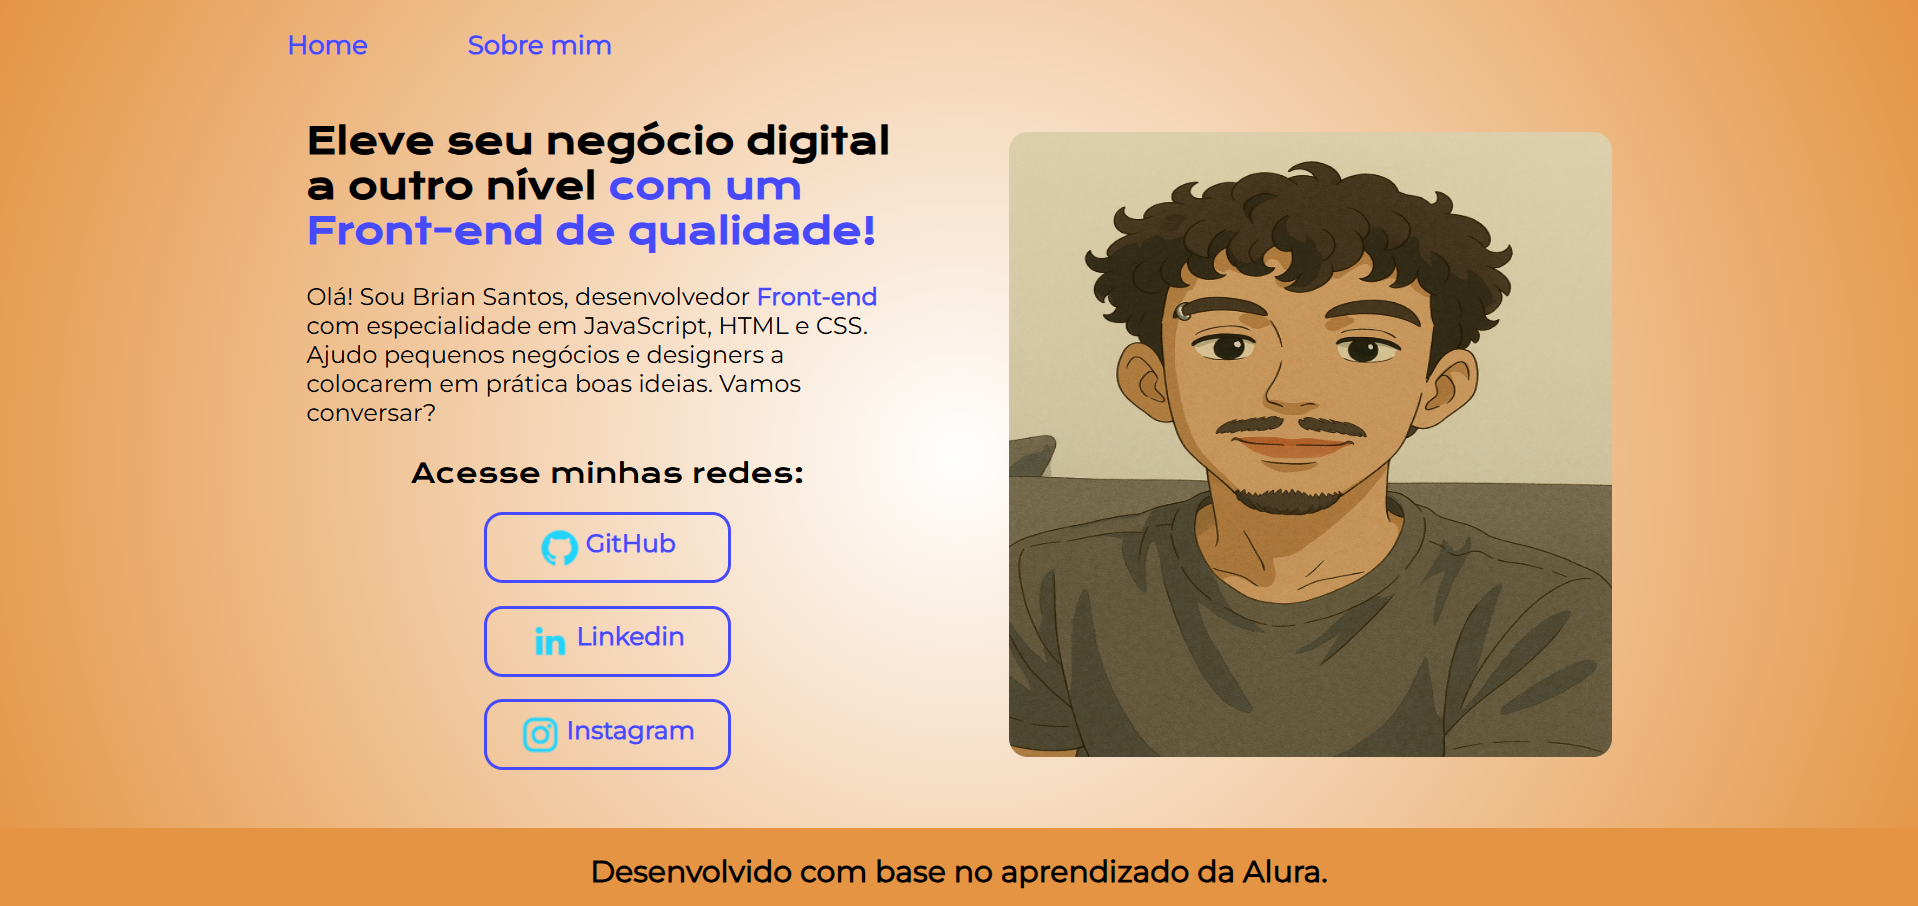 Home
Sobre mim
Eleve seu negócio digital
a outro nível com um
Front-end de qualidade!
Olá! Sou Brian Santos, desenvolvedor Front-end
com especialidade em JavaScript, HTML e CSS.
Ajudo pequenos negócios e designers a
colocarem em prática boas ideias. Vamos
conversar?
Acesse minhas redes:
GitHub
in Linkedin
Instagram
Desenvolvido com base no aprendizado da Alura.